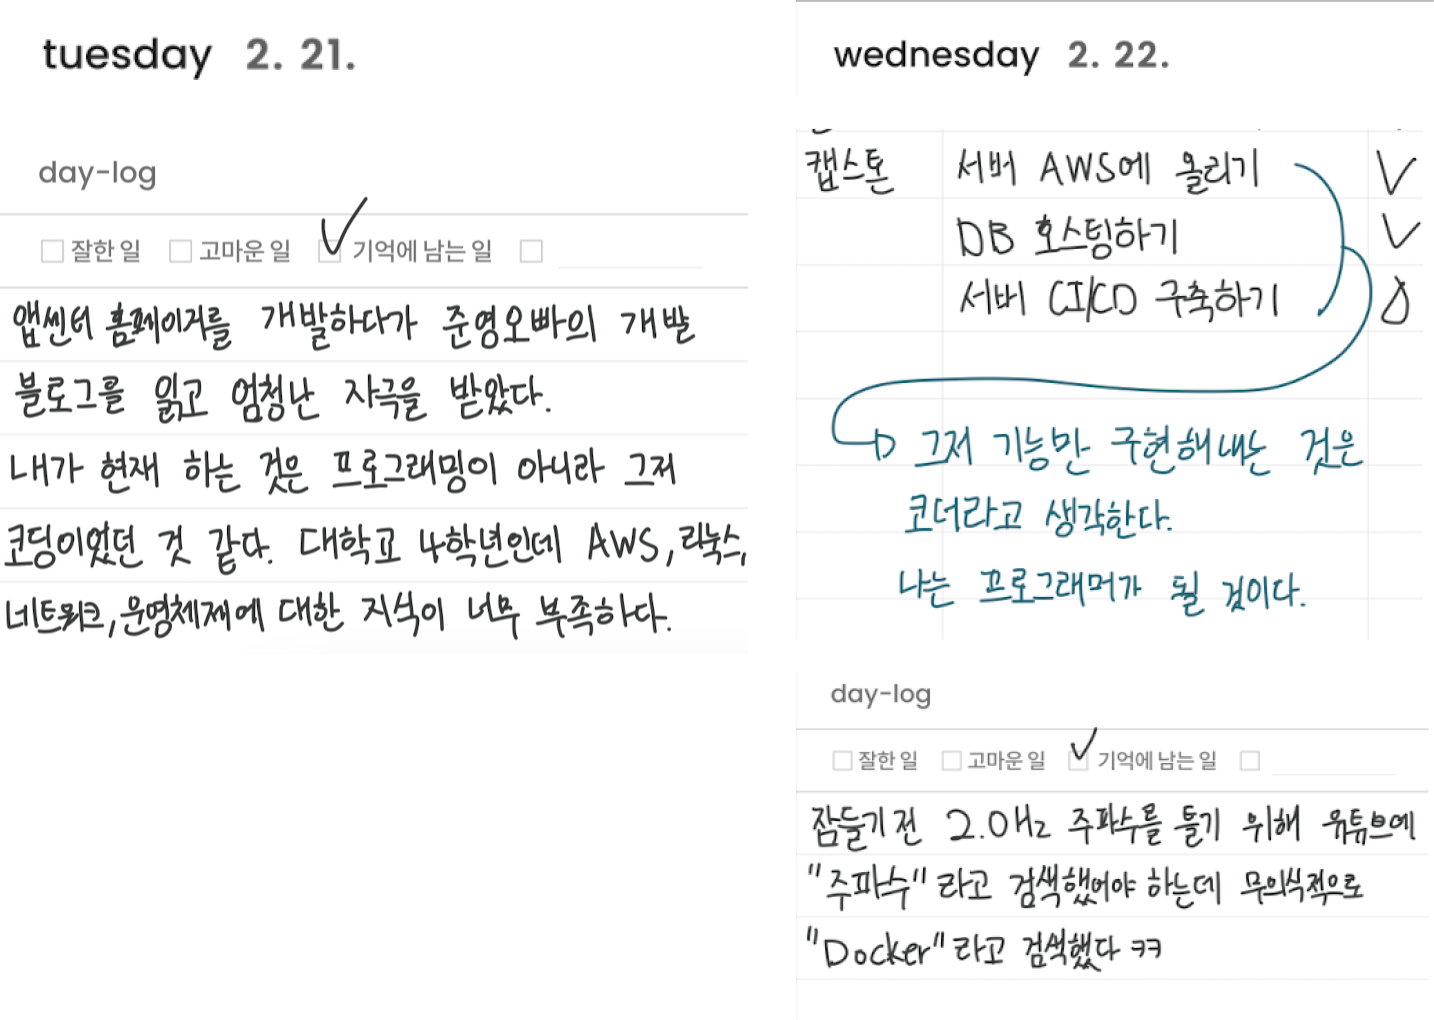 tuesday 2. 21.
day-log
잘한 일 고마운 일 기억에 남는 일
앱센터 홈페이지를 개발하다가 준영오빠의 개발
블로그를 읽고 엄청난 자극을 받았다.
내가 현재 하는 것은 프로그래밍이 아니라 그저
코딩이었던 것 같다. 대학교 4학년인데 AWS, 리눅스,
네트워크, 운영체제에 대한 지식이 너무 부족하다.
wednesday 2. 22.
캡스톤 서버 AWS에 올리기
DB 호스팅하기
서버 CI/CD 구축하기
그저 기능만 구현해내는 것은
코더라고 생각한다.
나는 프로그래머가 될 것이다.
day-log
잘한 일 고마운 일 기억에 남는 일
잠들기 전 2.0Hz 주파수를 틀기 위해 유튜브에
"주파수"라고 검색했어야 하는데 무의식적으로
"Docker"라고 검색했다 ㅋㅋ